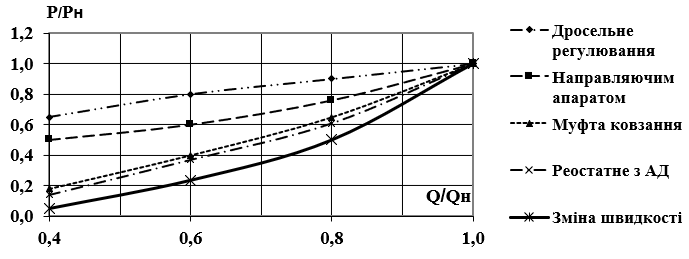 P/Pн
1,2
1,0
0,8
0,6
0,4
0,2
0,0
Q/Qн
0,4
0,6
0,8
1,0
Дросельне
регулювання
Направляючим
апаратом
Муфта ковзання
Реостатне з АД
Зміна швидкості